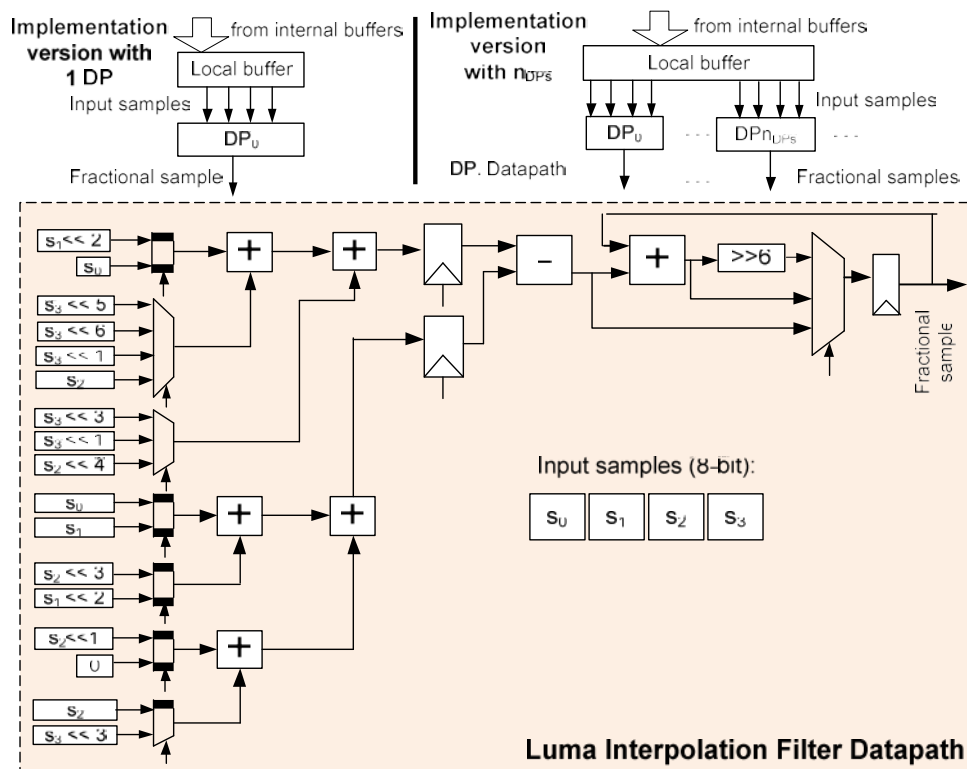 Implementation
version with
1 DP
from internal buffers
Local buffer
Input samples
DP₀
Fractional sample
Implementation
version
with n_DPs
from internal buffers
Local buffer
Input samples
DP₀
DPn_DPs
DP. Datapath
Fractional samples
s₁<< 2
s₀
s₃ << 5
s₃ << 6
s₃ << 1
s₂
s₃ << 3
s₃ << 1
s₂ << 4
s₀
s₁
s₂ << 3
s₁ << 2
s₂<<1
0
s₂
s₃ << 3
+
+
+
+
+
-
+
>>6
Fractional
sample
Input samples (8-bit):
s₀ s₁ s₂ s₃
Luma Interpolation Filter Datapath